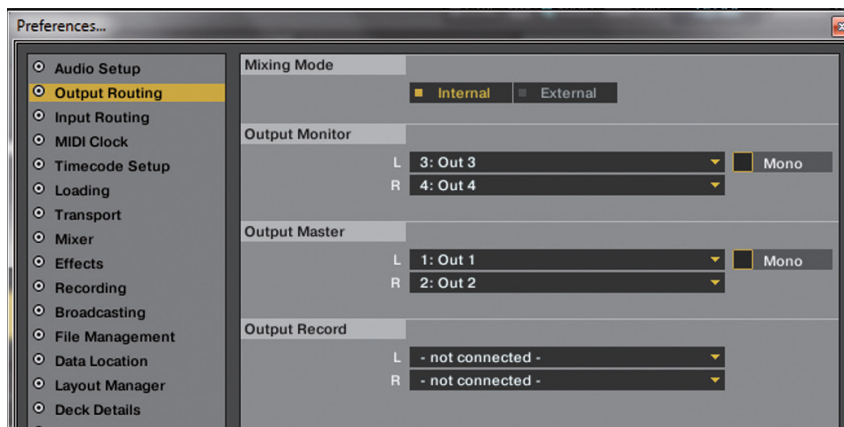 Preferences...
Audio Setup
Output Routing
Input Routing
MIDI Clock
Timecode Setup
Loading
Transport
Mixer
Effects
Recording
Broadcasting
File Management
Data Location
Layout Manager
Deck Details
Mixing Mode
Internal
External
Output Monitor
L 3: Out 3 Mono
R 4: Out 4
Output Master
L 1: Out 1 Mono
R 2: Out 2
Output Record
L - not connected -
R - not connected -